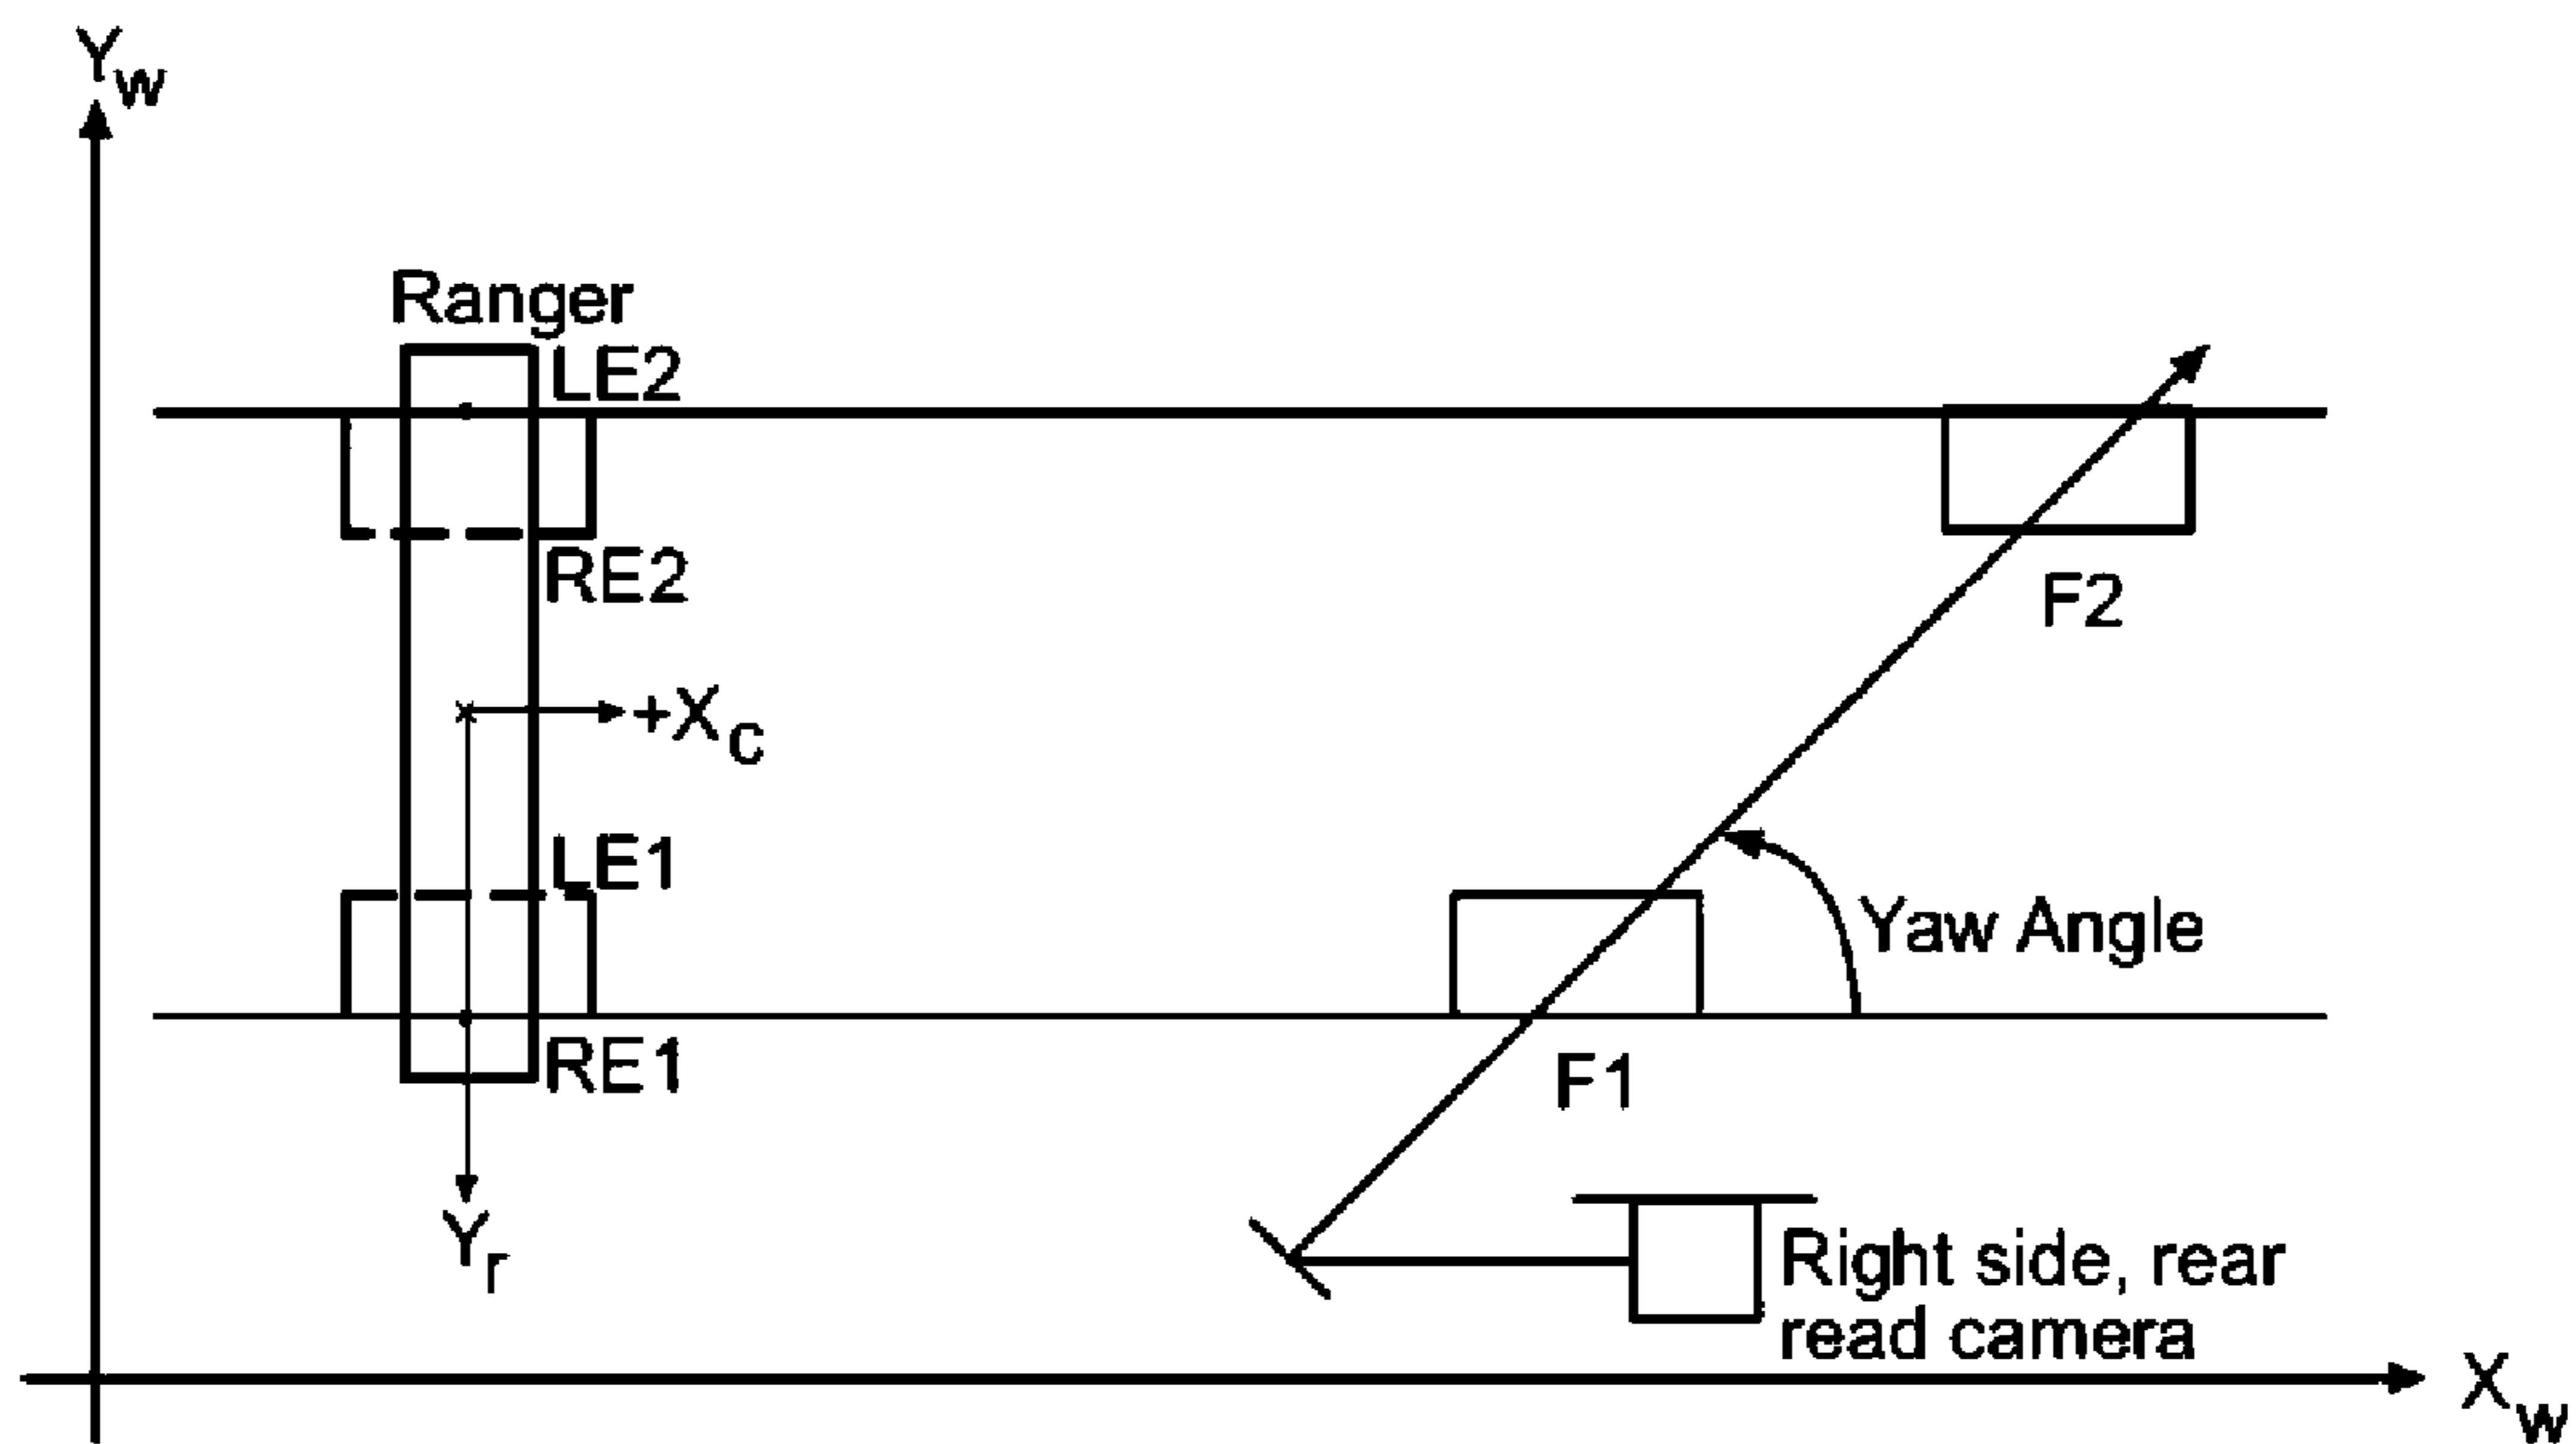 Yw
Ranger
LE2
RE2
F2
+Xc
LE1
Yaw Angle
RE1
F1
Yr
Right side, rear
read camera
Xw